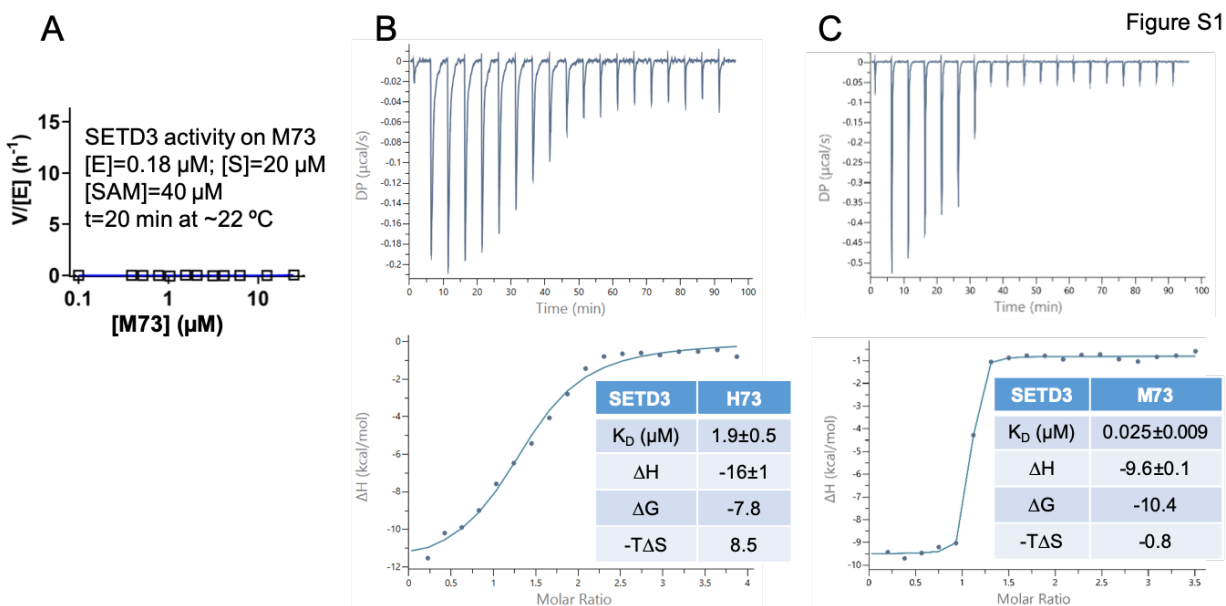 Figure S1
A
15
10
5
0
V/[E] (h⁻¹)
SETD3 activity on M73
[E]=0.18 µM; [S]=20 µM
[SAM]=40 µM
t=20 min at ~22 ºC
0.1 1 10
[M73] (µM)
B
0
-0.02
-0.04
-0.06
-0.08
-0.1
-0.12
-0.14
-0.16
-0.18
-0.2
DP (µcal/s)
0 10 20 30 40 50 60 70 80 90 100
Time (min)
0
-2
-4
-6
-8
-10
-12
ΔH (kcal/mol)
0 0.5 1 1.5 2 2.5 3 3.5 4
Molar Ratio
SETD3 H73
K_D (µM) 1.9±0.5
ΔH -16±1
ΔG -7.8
-TΔS 8.5
C
0
-0.05
-0.1
-0.15
-0.2
-0.25
-0.3
-0.35
-0.4
-0.45
-0.5
DP (µcal/s)
0 10 20 30 40 50 60 70 80 90 100
Time (min)
-1
-2
-3
-4
-5
-6
-7
-8
-9
-10
ΔH (kcal/mol)
0 0.5 1 1.5 2 2.5 3 3.5
Molar Ratio
SETD3 M73
K_D (µM) 0.025±0.009
ΔH -9.6±0.1
ΔG -10.4
-TΔS -0.8